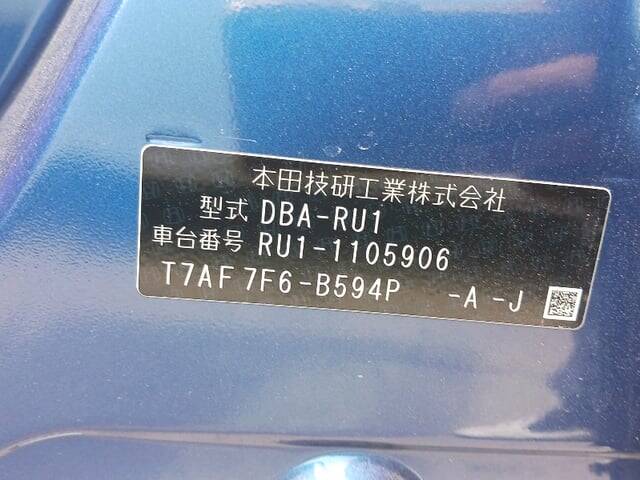 本田技研工業株式会社
型式 DBA-RU1
車台番号 RU1-1105906
T7AF 7F6-B594P -A -J